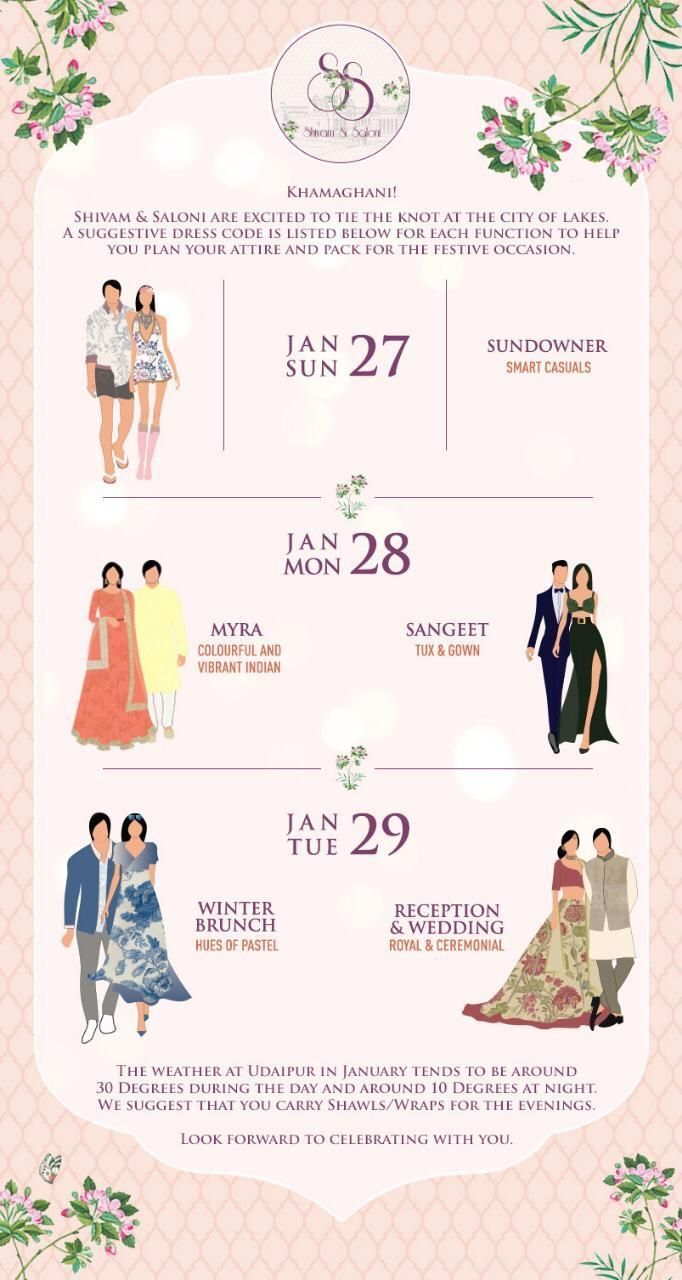 SS
Shivam & Saloni
KHAMAGHANI!
SHIVAM & SALONI ARE EXCITED TO TIE THE KNOT AT THE CITY OF LAKES.
A SUGGESTIVE DRESS CODE IS LISTED BELOW FOR EACH FUNCTION TO HELP
YOU PLAN YOUR ATTIRE AND PACK FOR THE FESTIVE OCCASION.
JAN
SUN 27
SUNDOWNER
SMART CASUALS
JAN
MON 28
MYRA
COLOURFUL AND
VIBRANT INDIAN
SANGEET
TUX & GOWN
JAN
TUE 29
WINTER
BRUNCH
HUES OF PASTEL
RECEPTION
& WEDDING
ROYAL & CEREMONIAL
THE WEATHER AT UDAIPUR IN JANUARY TENDS TO BE AROUND
30 DEGREES DURING THE DAY AND AROUND 10 DEGREES AT NIGHT.
WE SUGGEST THAT YOU CARRY SHAWLS/WRAPS FOR THE EVENINGS.
LOOK FORWARD TO CELEBRATING WITH YOU.